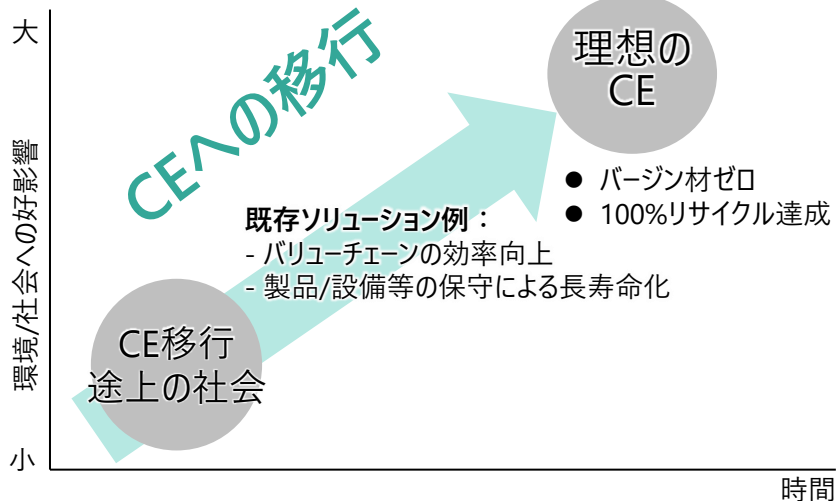 大
環境/社会への好影響
小
時間
CEへの移行
理想の
CE
● バージン材ゼロ
● 100%リサイクル達成
既存ソリューション例：
- バリューチェーンの効率向上
- 製品/設備等の保守による長寿命化
CE移行
途上の社会